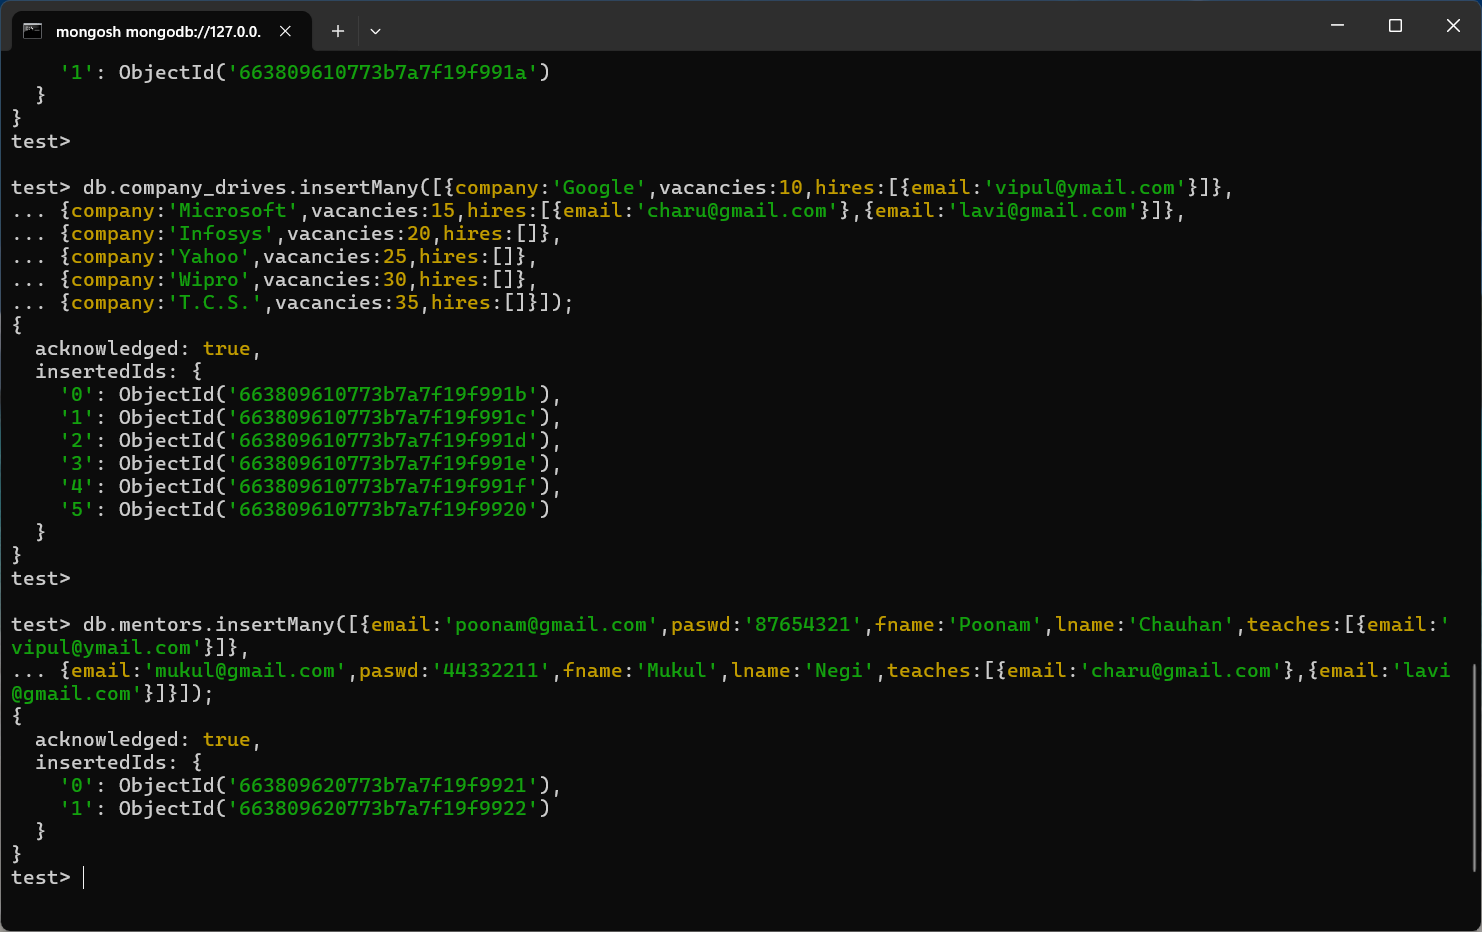 mongosh mongodb://127.0.0.
    '1': ObjectId('663809610773b7a7f19f991a')
  }
}
test>
test> db.company_drives.insertMany([{company:'Google',vacancies:10,hires:[{email:'vipul@ymail.com'}]},
... {company:'Microsoft',vacancies:15,hires:[{email:'charu@gmail.com'},{email:'lavi@gmail.com'}]},
... {company:'Infosys',vacancies:20,hires:[]},
... {company:'Yahoo',vacancies:25,hires:[]},
... {company:'Wipro',vacancies:30,hires:[]},
... {company:'T.C.S.',vacancies:35,hires:[]}]);
{
  acknowledged: true,
  insertedIds: {
    '0': ObjectId('663809610773b7a7f19f991b'),
    '1': ObjectId('663809610773b7a7f19f991c'),
    '2': ObjectId('663809610773b7a7f19f991d'),
    '3': ObjectId('663809610773b7a7f19f991e'),
    '4': ObjectId('663809610773b7a7f19f991f'),
    '5': ObjectId('663809610773b7a7f19f9920')
  }
}
test>
test> db.mentors.insertMany([{email:'poonam@gmail.com',paswd:'87654321',fname:'Poonam',lname:'Chauhan',teaches:[{email:'
vipul@ymail.com'}]},
... {email:'mukul@gmail.com',paswd:'44332211',fname:'Mukul',lname:'Negi',teaches:[{email:'charu@gmail.com'},{email:'lavi
@gmail.com'}]}]);
{
  acknowledged: true,
  insertedIds: {
    '0': ObjectId('663809620773b7a7f19f9921'),
    '1': ObjectId('663809620773b7a7f19f9922')
  }
}
test>